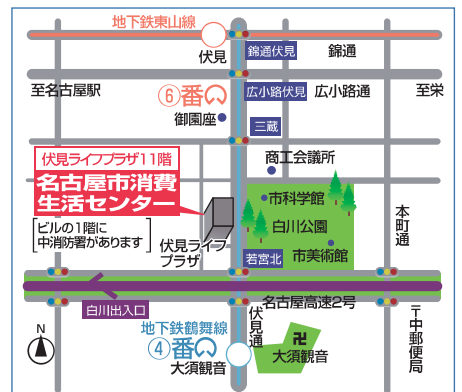 地下鉄東山線
伏見
錦通伏見
錦通
至名古屋駅
⑥番
広小路伏見
広小路通
至栄
御園座
三蔵
商工会議所
伏見ライフプラザ11階
名古屋市消費
生活センター
ビルの1階に
中消防署があります
伏見ライフ
プラザ
市科学館
白川公園
市美術館
若宮北
本町通
白川出入口
名古屋高速2号
伏見通
地下鉄鶴舞線
④番
大須観音
卍
大須観音
〒中郵便局
N